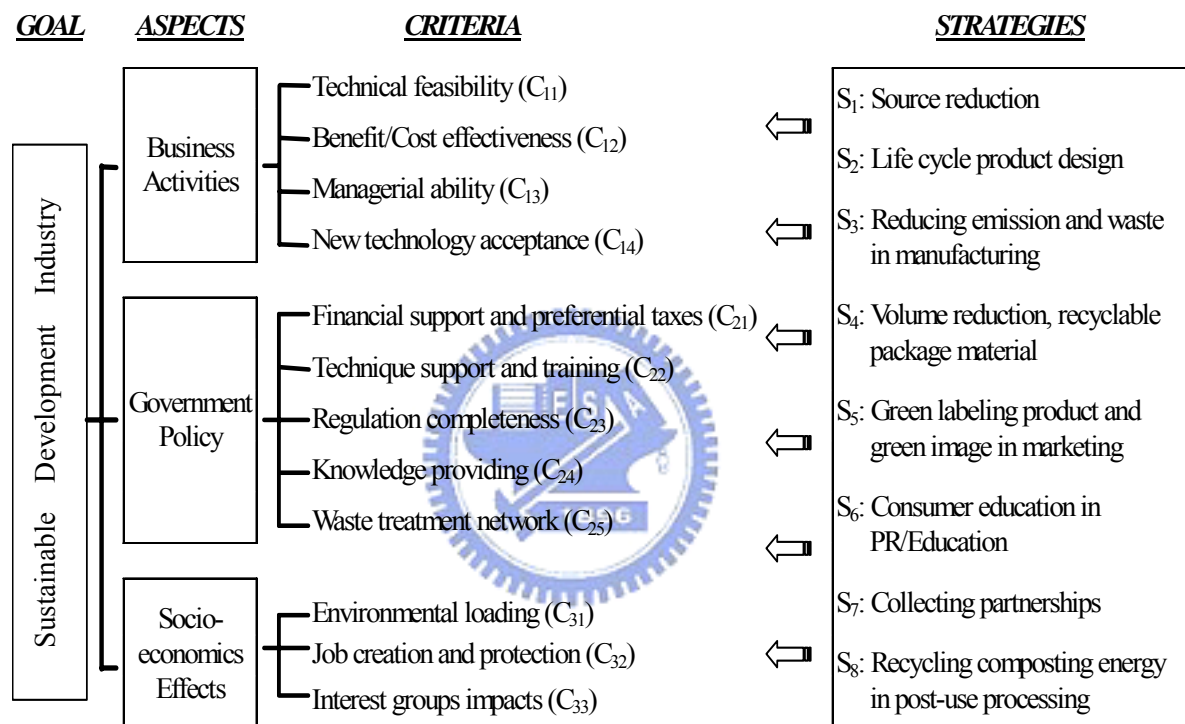 GOAL
ASPECTS
CRITERIA
STRATEGIES
Sustainable Development Industry
Business
Activities
Technical feasibility (C₁₁)
Benefit/Cost effectiveness (C₁₂)
Managerial ability (C₁₃)
New technology acceptance (C₁₄)
Government
Policy
Financial support and preferential taxes (C₂₁)
Technique support and training (C₂₂)
Regulation completeness (C₂₃)
Knowledge providing (C₂₄)
Waste treatment network (C₂₅)
Socio-
economics
Effects
Environmental loading (C₃₁)
Job creation and protection (C₃₂)
Interest groups impacts (C₃₃)
S₁: Source reduction
S₂: Life cycle product design
S₃: Reducing emission and waste
in manufacturing
S₄: Volume reduction, recyclable
package material
S₅: Green labeling product and
green image in marketing
S₆: Consumer education in
PR/Education
S₇: Collecting partnerships
S₈: Recycling composting energy
in post-use processing
1896